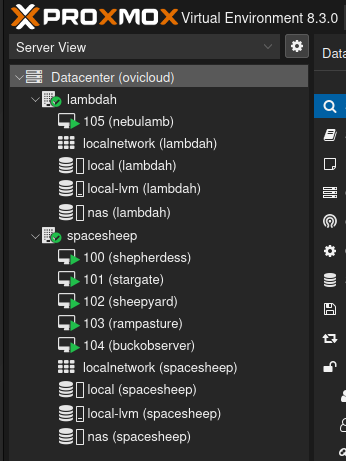 PROXMOX Virtual Environment 8.3.0
Server View
Data
Datacenter (ovicloud)
lambdah
105 (nebulamb)
localnetwork (lambdah)
local (lambdah)
local-lvm (lambdah)
nas (lambdah)
spacesheep
100 (shepherdess)
101 (stargate)
102 (sheepyard)
103 (rampasture)
104 (buckobserver)
localnetwork (spacesheep)
local (spacesheep)
local-lvm (spacesheep)
nas (spacesheep)